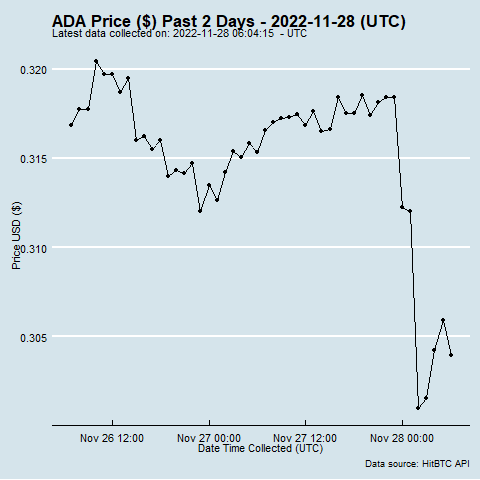 ADA Price ($) Past 2 Days - 2022-11-28 (UTC)
Latest data collected on: 2022-11-28 06:04:15  - UTC
0.320
0.315
0.310
0.305
Price USD ($)
Nov 26 12:00
Nov 27 00:00
Nov 27 12:00
Nov 28 00:00
Date Time Collected (UTC)
Data source: HitBTC API